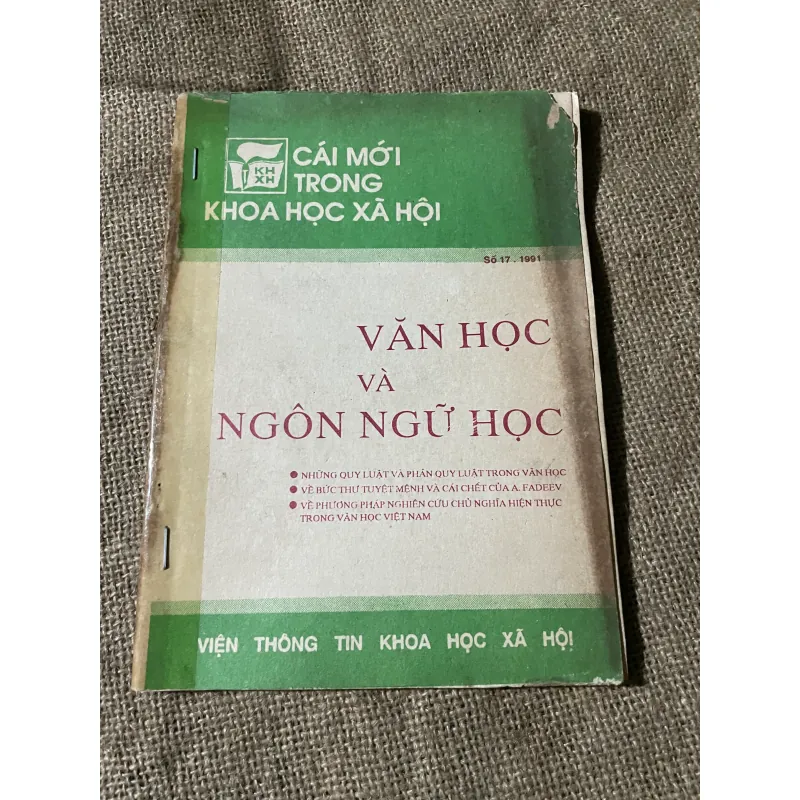 KH
XH
CÁI MỚI
TRONG
KHOA HỌC XÃ HỘI
Số 17 . 1991
VĂN HỌC
VÀ
NGÔN NGỮ HỌC
● NHỮNG QUY LUẬT VÀ PHẢN QUY LUẬT TRONG VĂN HỌC
● VỀ BỨC THƯ TUYỆT MỆNH VÀ CÁI CHẾT CỦA A. FADEEV
● VỀ PHƯƠNG PHÁP NGHIÊN CỨU CHỦ NGHĨA HIỆN THỰC
TRONG VĂN HỌC VIỆT NAM
VIỆN THÔNG TIN KHOA HỌC XÃ HỘI